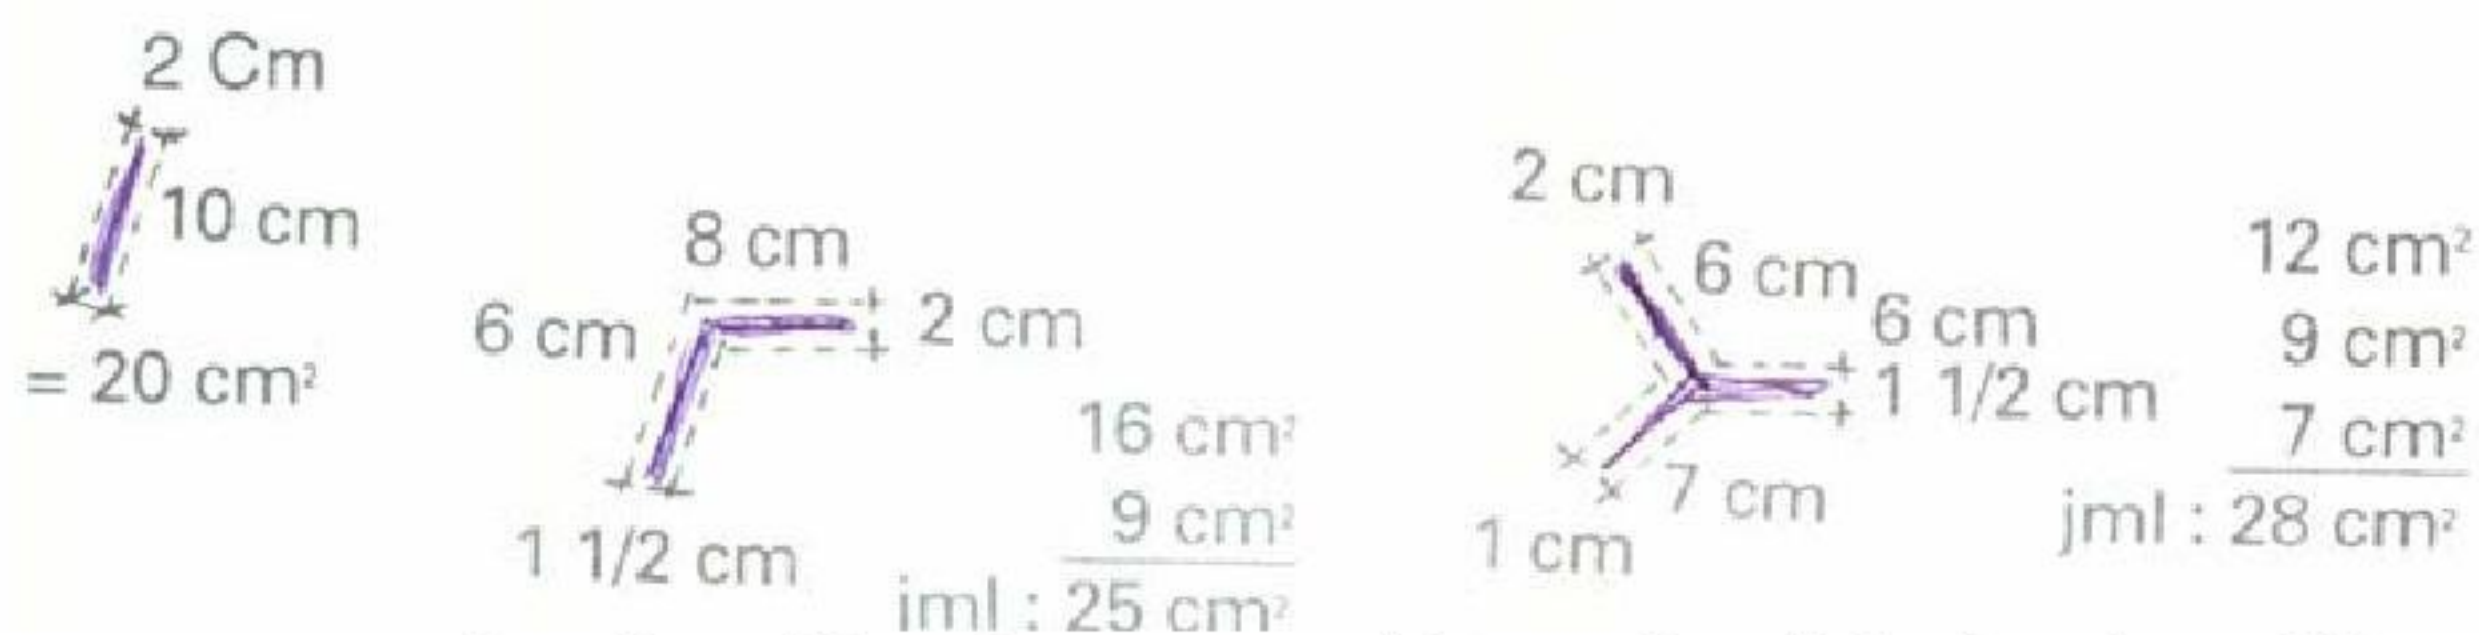 2 Cm
10 cm
= 20 cm²
8 cm
6 cm
2 cm
1 1/2 cm
16 cm²
9 cm²
jml : 25 cm²
2 cm
6 cm
6 cm
1 1/2 cm
7 cm
1 cm
12 cm²
9 cm²
7 cm²
jml : 28 cm²